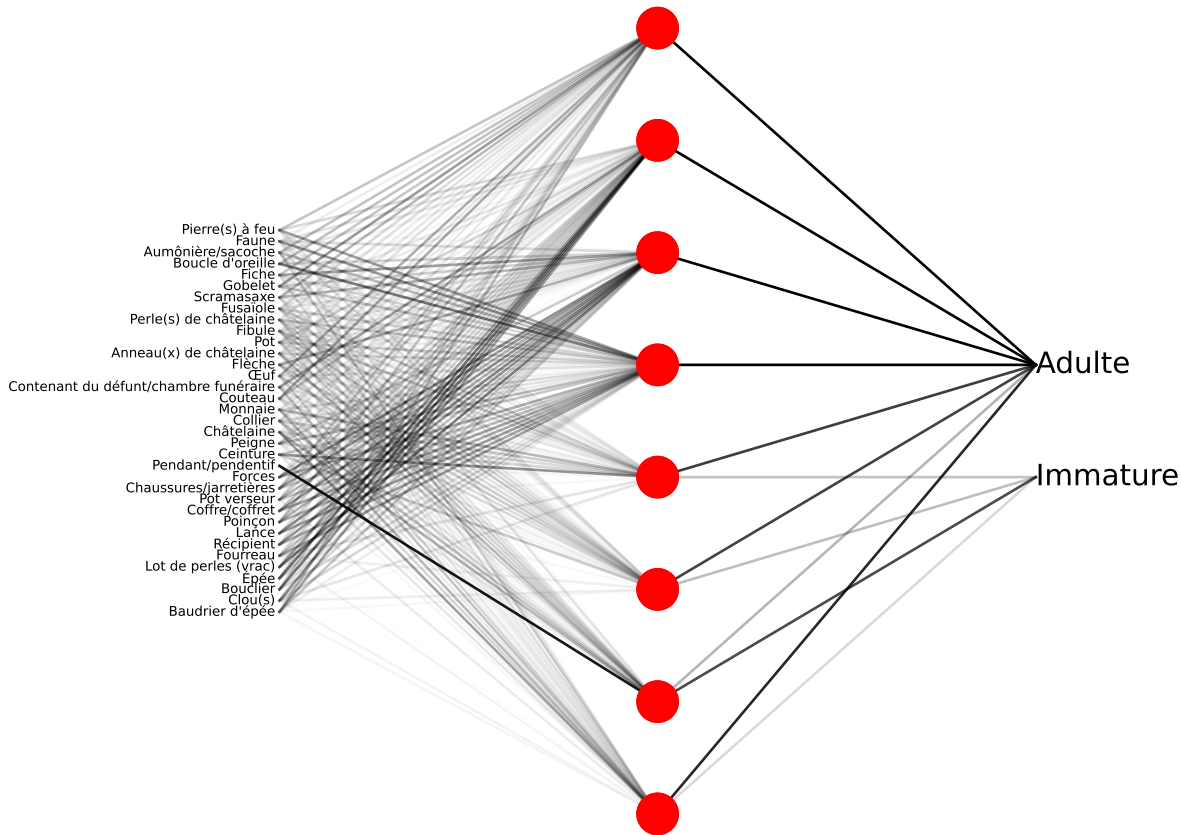 Pierre(s) à feu
Faune
Aumônière/sacoche
Boucle d'oreille
Fiche
Gobelet
Scramasaxe
Fusaïole
Perle(s) de châtelaine
Fibule
Pot
Anneau(x) de châtelaine
Flèche
Œuf
Contenant du défunt/chambre funéraire
Couteau
Monnaie
Collier
Châtelaine
Peigne
Ceinture
Pendant/pendentif
Forces
Chaussures/jarretières
Pot verseur
Coffre/coffret
Poinçon
Lance
Récipient
Fourreau
Lot de perles (vrac)
Épée
Bouclier
Clou(s)
Baudrier d'épée
Adulte
Immature